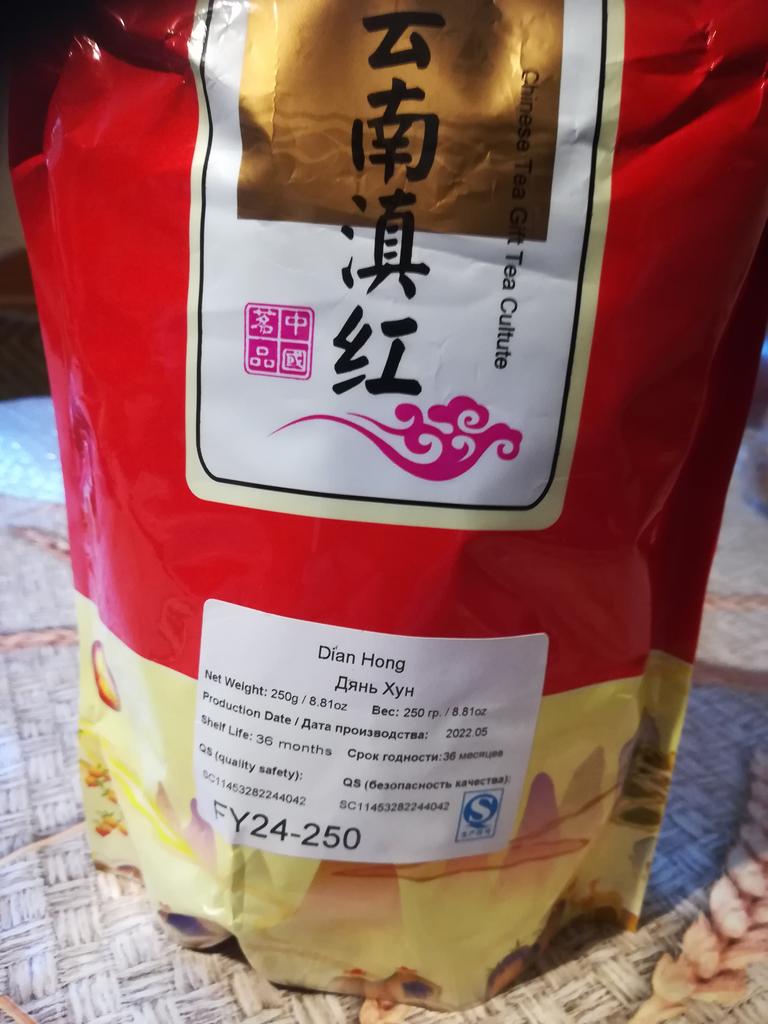 云南滇红
Chinese Tea Gift Tea Cultute
中國
茗品
Dian Hong
Дянь Хун
Net Weight: 250g / 8.81oz Вес: 250 гр. / 8.81oz
Production Date / Дата производства: 2022.05
Shelf Life: 36 months Срок годности: 36 месяцев
QS (quality safety): QS (безопасность качества):
SC11453282244042 SC11453282244042
FY24-250